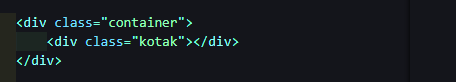 <div class="container">
    <div class="kotak"></div>
</div>